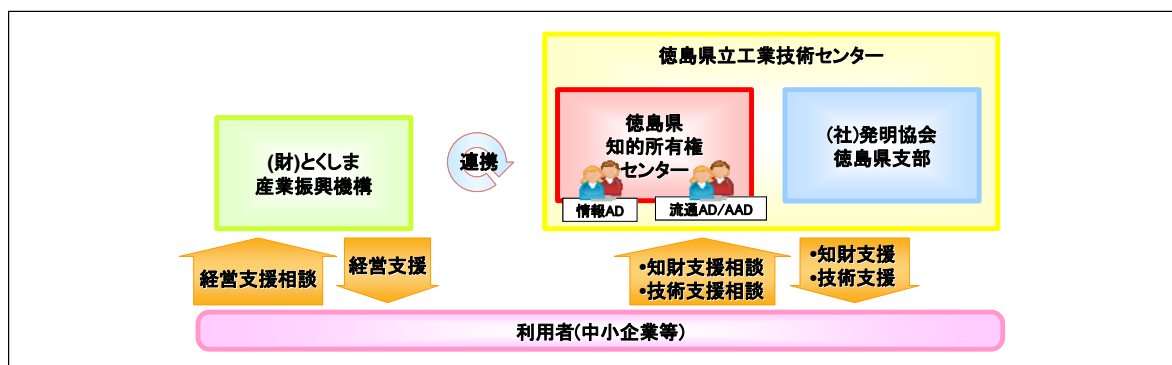 徳島県立工業技術センター
(財)とくしま
産業振興機構
連携
徳島県
知的所有権
センター
情報AD
流通AD/AAD
(社)発明協会
徳島県支部
経営支援相談
経営支援
•知財支援相談
•技術支援相談
•知財支援
•技術支援
利用者(中小企業等)